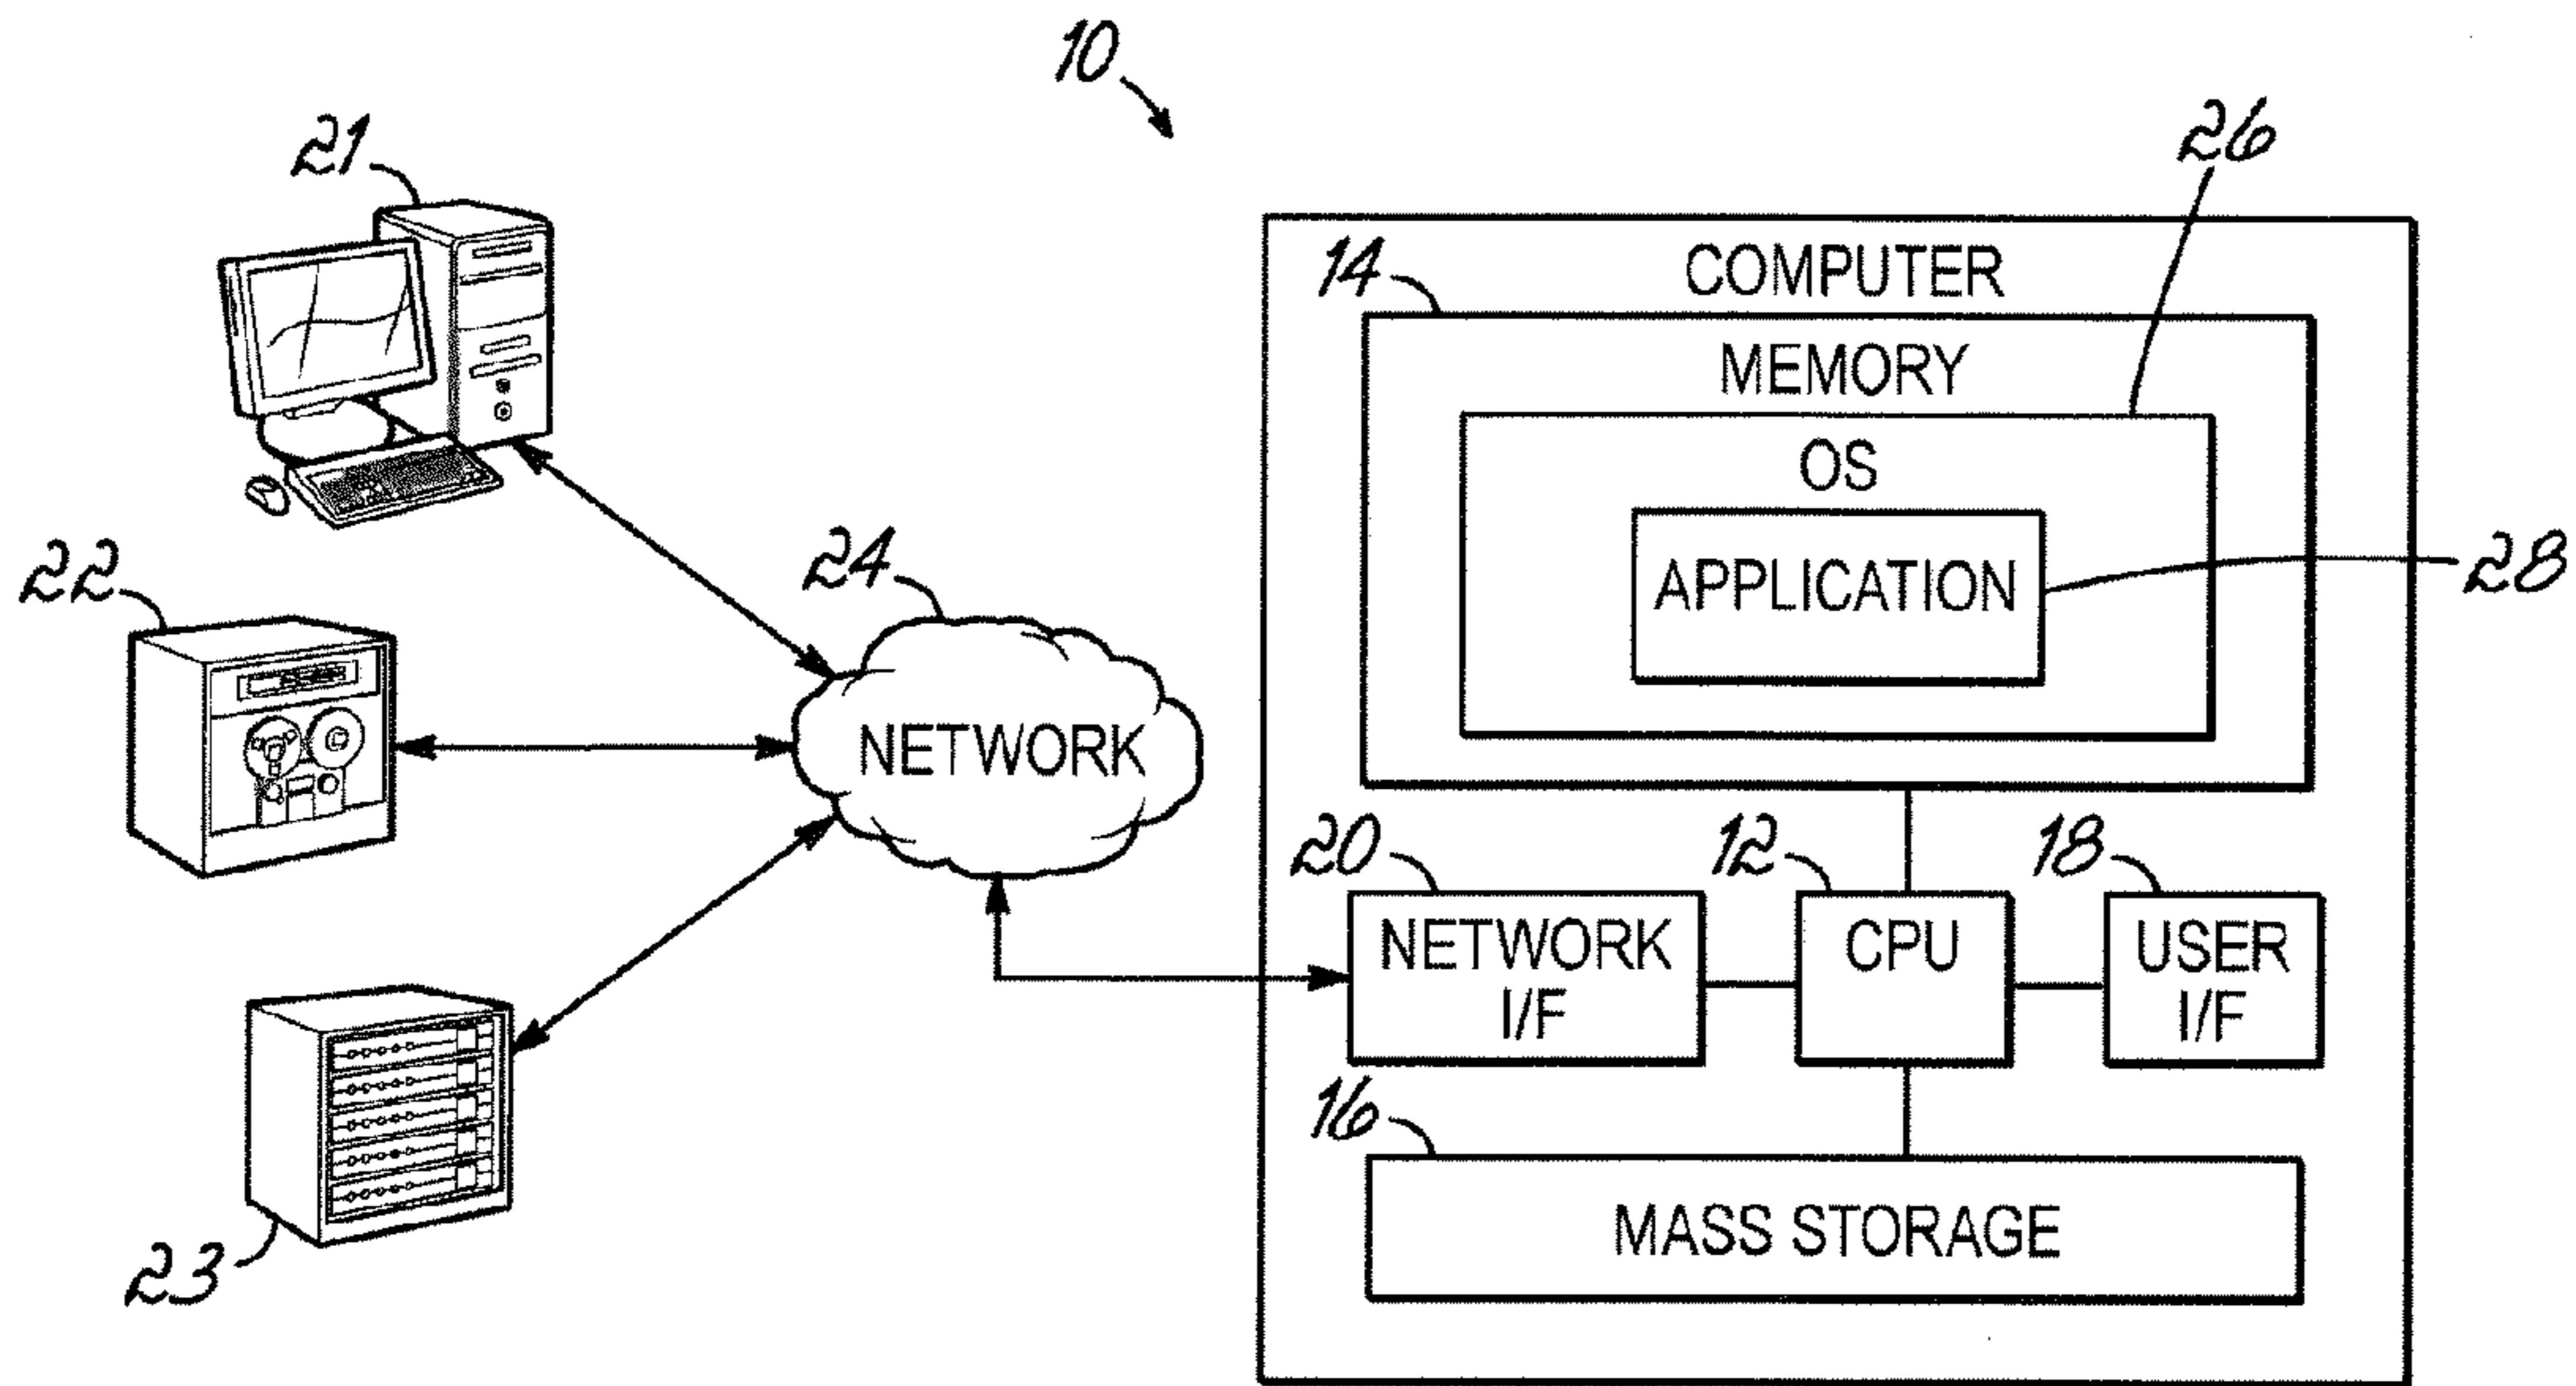 10
21
26
COMPUTER
14
MEMORY
OS
22
24
APPLICATION
28
NETWORK
20
12
18
NETWORK
I/F
CPU
USER
I/F
16
MASS STORAGE
23